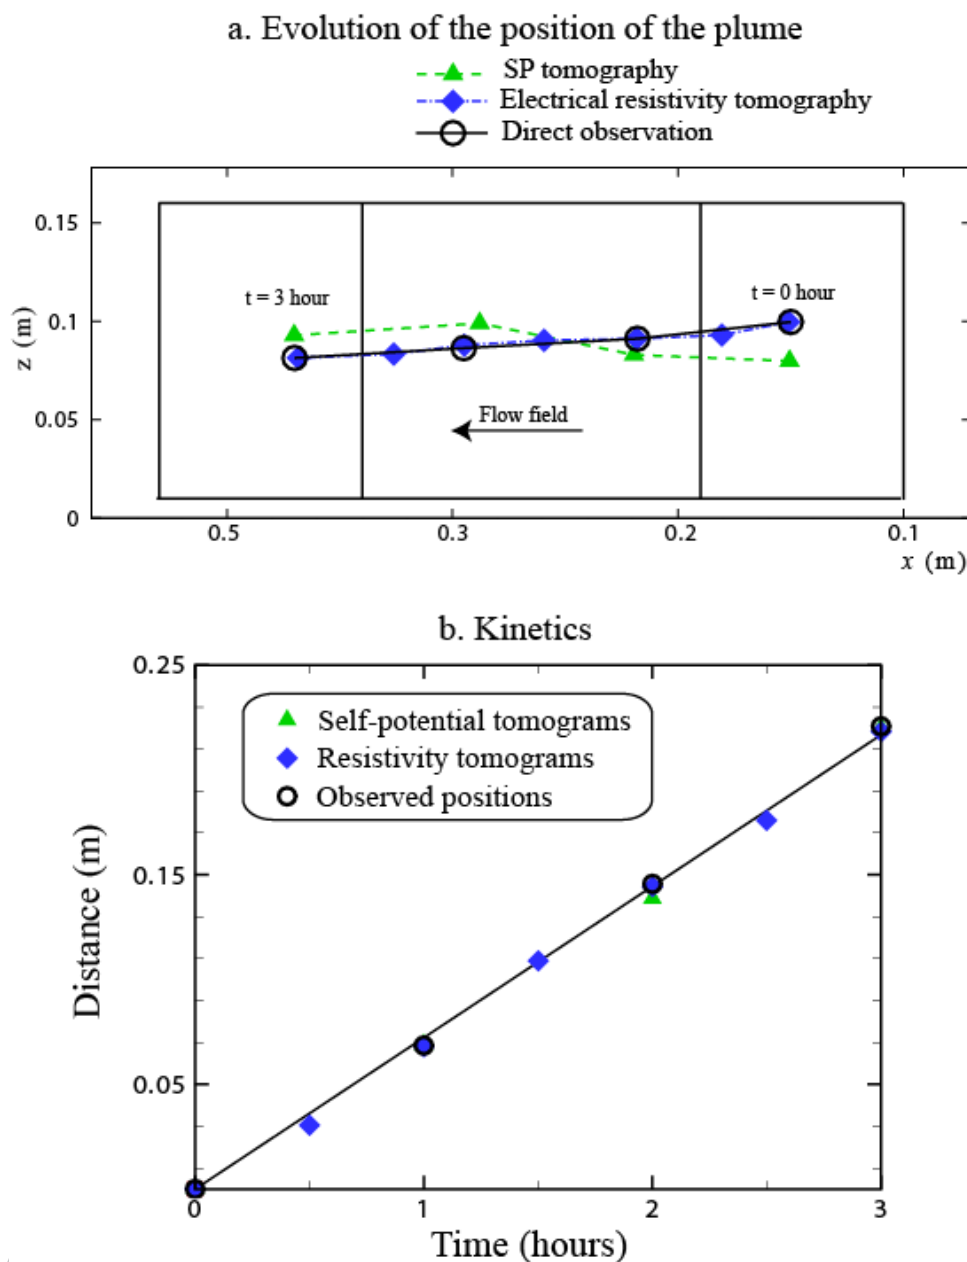 a. Evolution of the position of the plume
SP tomography
Electrical resistivity tomography
Direct observation
0.15
t = 3 hour
t = 0 hour
0.1
z (m)
0.05
Flow field
0
0.5
0.3
0.2
0.1
x (m)
b. Kinetics
0.25
Self-potential tomograms
Resistivity tomograms
Observed positions
0.15
Distance (m)
0.05
0
1
2
3
Time (hours)